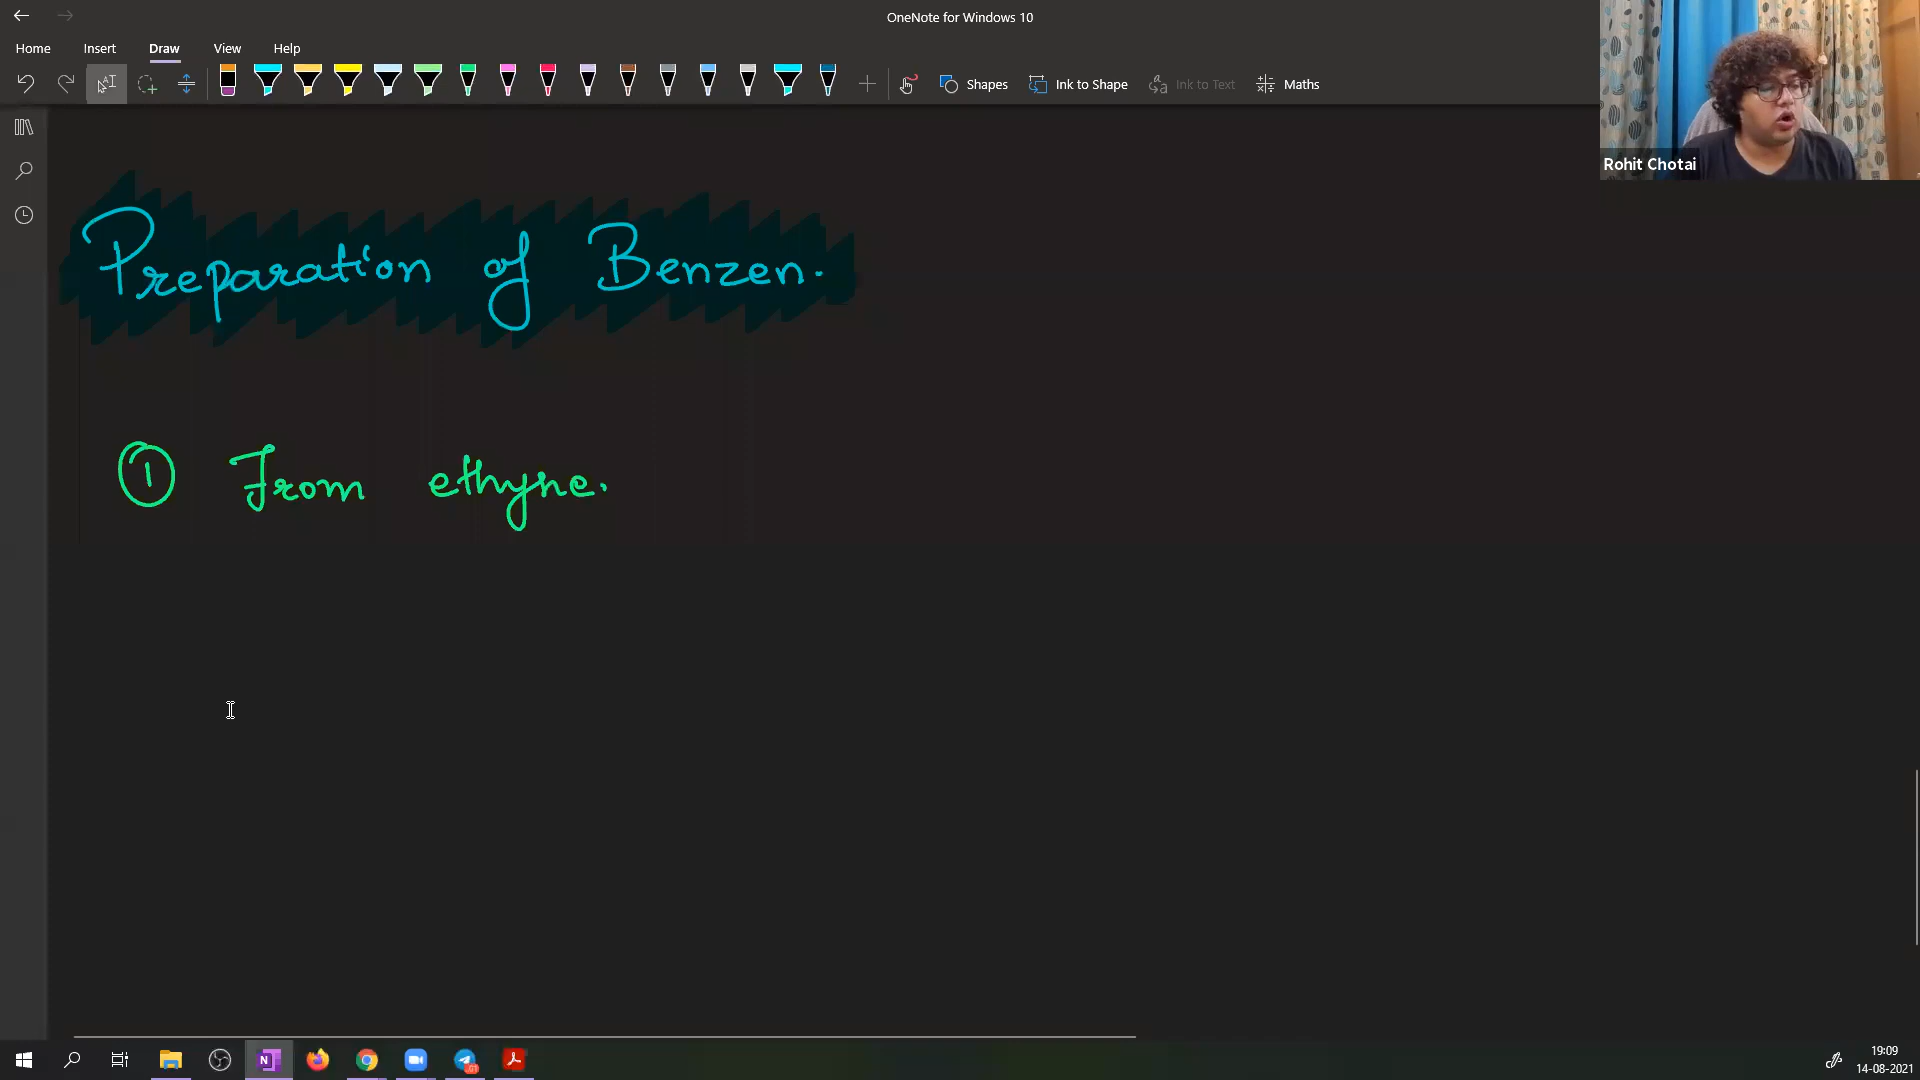 OneNote for Windows 10
Home Insert Draw View Help
Shapes Ink to Shape Ink to Text Maths
Rohit Chotai
Preparation of Benzen.
1 From ethyne.
19:09
14-08-2021